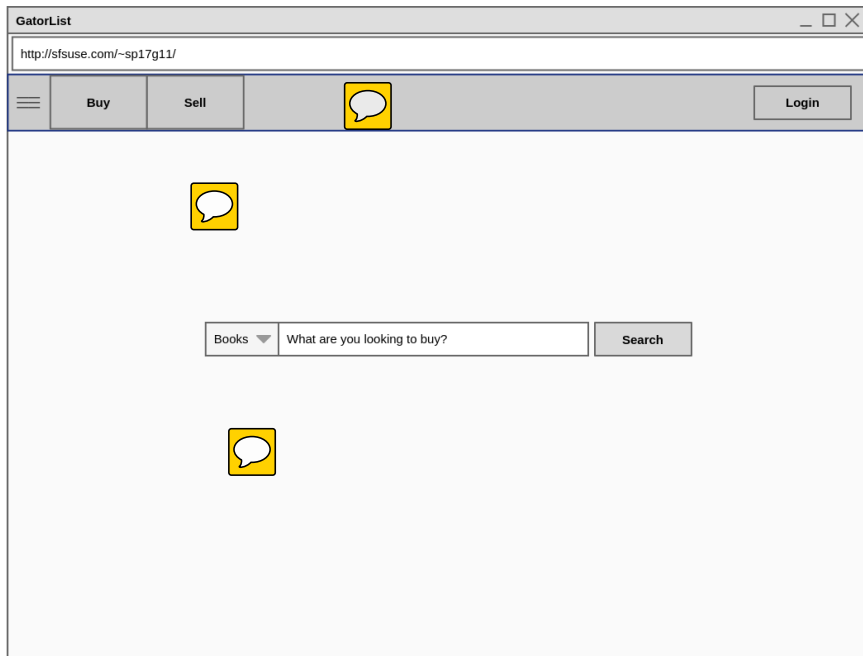 GatorList
http://sfsuse.com/~sp17g11/
Buy Sell Login
Books What are you looking to buy? Search